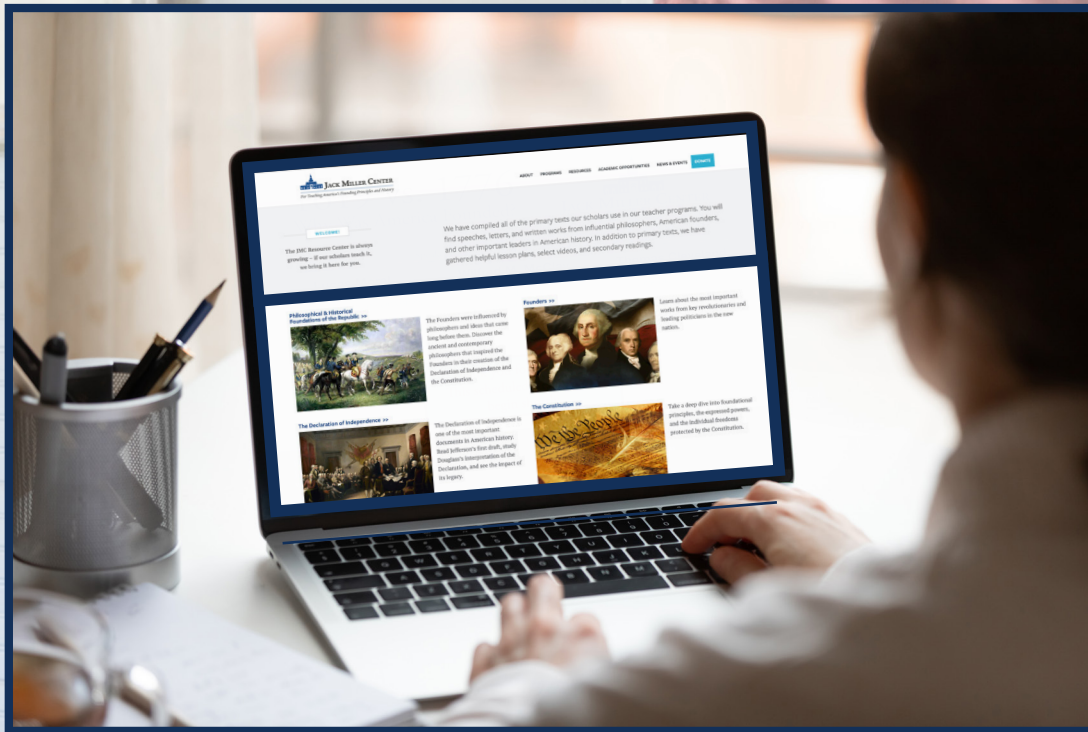 JACK MILLER CENTER
for Teaching America's Founding Principles and History
ABOUT PROGRAMS RESOURCES ACADEMIC OPPORTUNITIES NEWS & EVENTS DONATE
WELCOME!
The JMC Resource Center is always
growing – if our scholars teach it,
we bring it here for you.
We have compiled all of the primary texts our scholars use in our teacher programs. You will
find speeches, letters, and written works from influential philosophers, American founders,
and other important leaders in American history. In addition to primary texts, we have
gathered helpful lesson plans, select videos, and secondary readings.
Philosophical & Historical
Foundations of the Republic >>
The Founders were influenced by
philosophers and ideas that came
long before them. Discover the
ancient and contemporary
philosophers that inspired the
Founders in their creation of the
Declaration of Independence and
the Constitution.
Founders >>
Learn about the most important
works from key revolutionaries and
leading politicians in the new
nation.
The Declaration of Independence >>
The Declaration of Independence is
one of the most important
documents in American history.
Read Jefferson's first draft, study
Douglass's interpretation of the
Declaration, and see the impact of
its legacy.
The Constitution >>
We the People
Take a deep dive into foundational
principles, the expressed powers,
and the individual freedoms
protected by the Constitution.